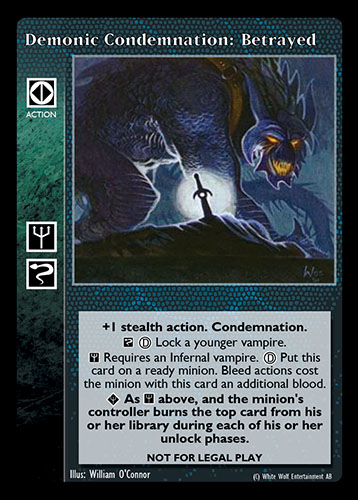 Demonic Condemnation: Betrayed
ACTION
+1 stealth action. Condemnation.
Ⓓ Lock a younger vampire.
Requires an Infernal vampire. Ⓓ Put this
card on a ready minion. Bleed actions cost
the minion with this card an additional blood.
As above, and the minion's
controller burns the top card from his
or her library during each of his or her
unlock phases.
NOT FOR LEGAL PLAY
Illus: William O'Connor
(C) White Wolf Entertainment AB